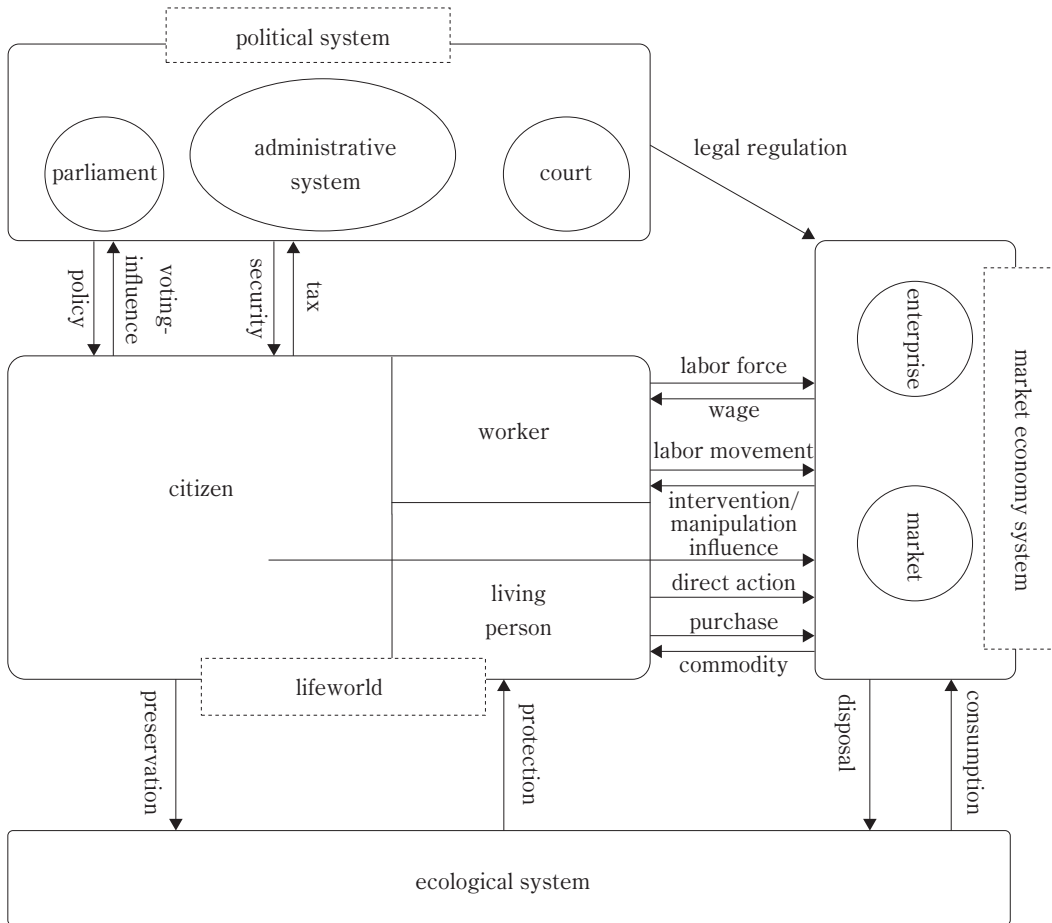 political system
parliament
administrative
system
court
legal regulation
policy
voting-
influence
security
tax
enterprise
market
market economy system
citizen
worker
living
person
lifeworld
labor force
wage
labor movement
intervention/
manipulation
influence
direct action
purchase
commodity
preservation
protection
disposal
consumption
ecological system